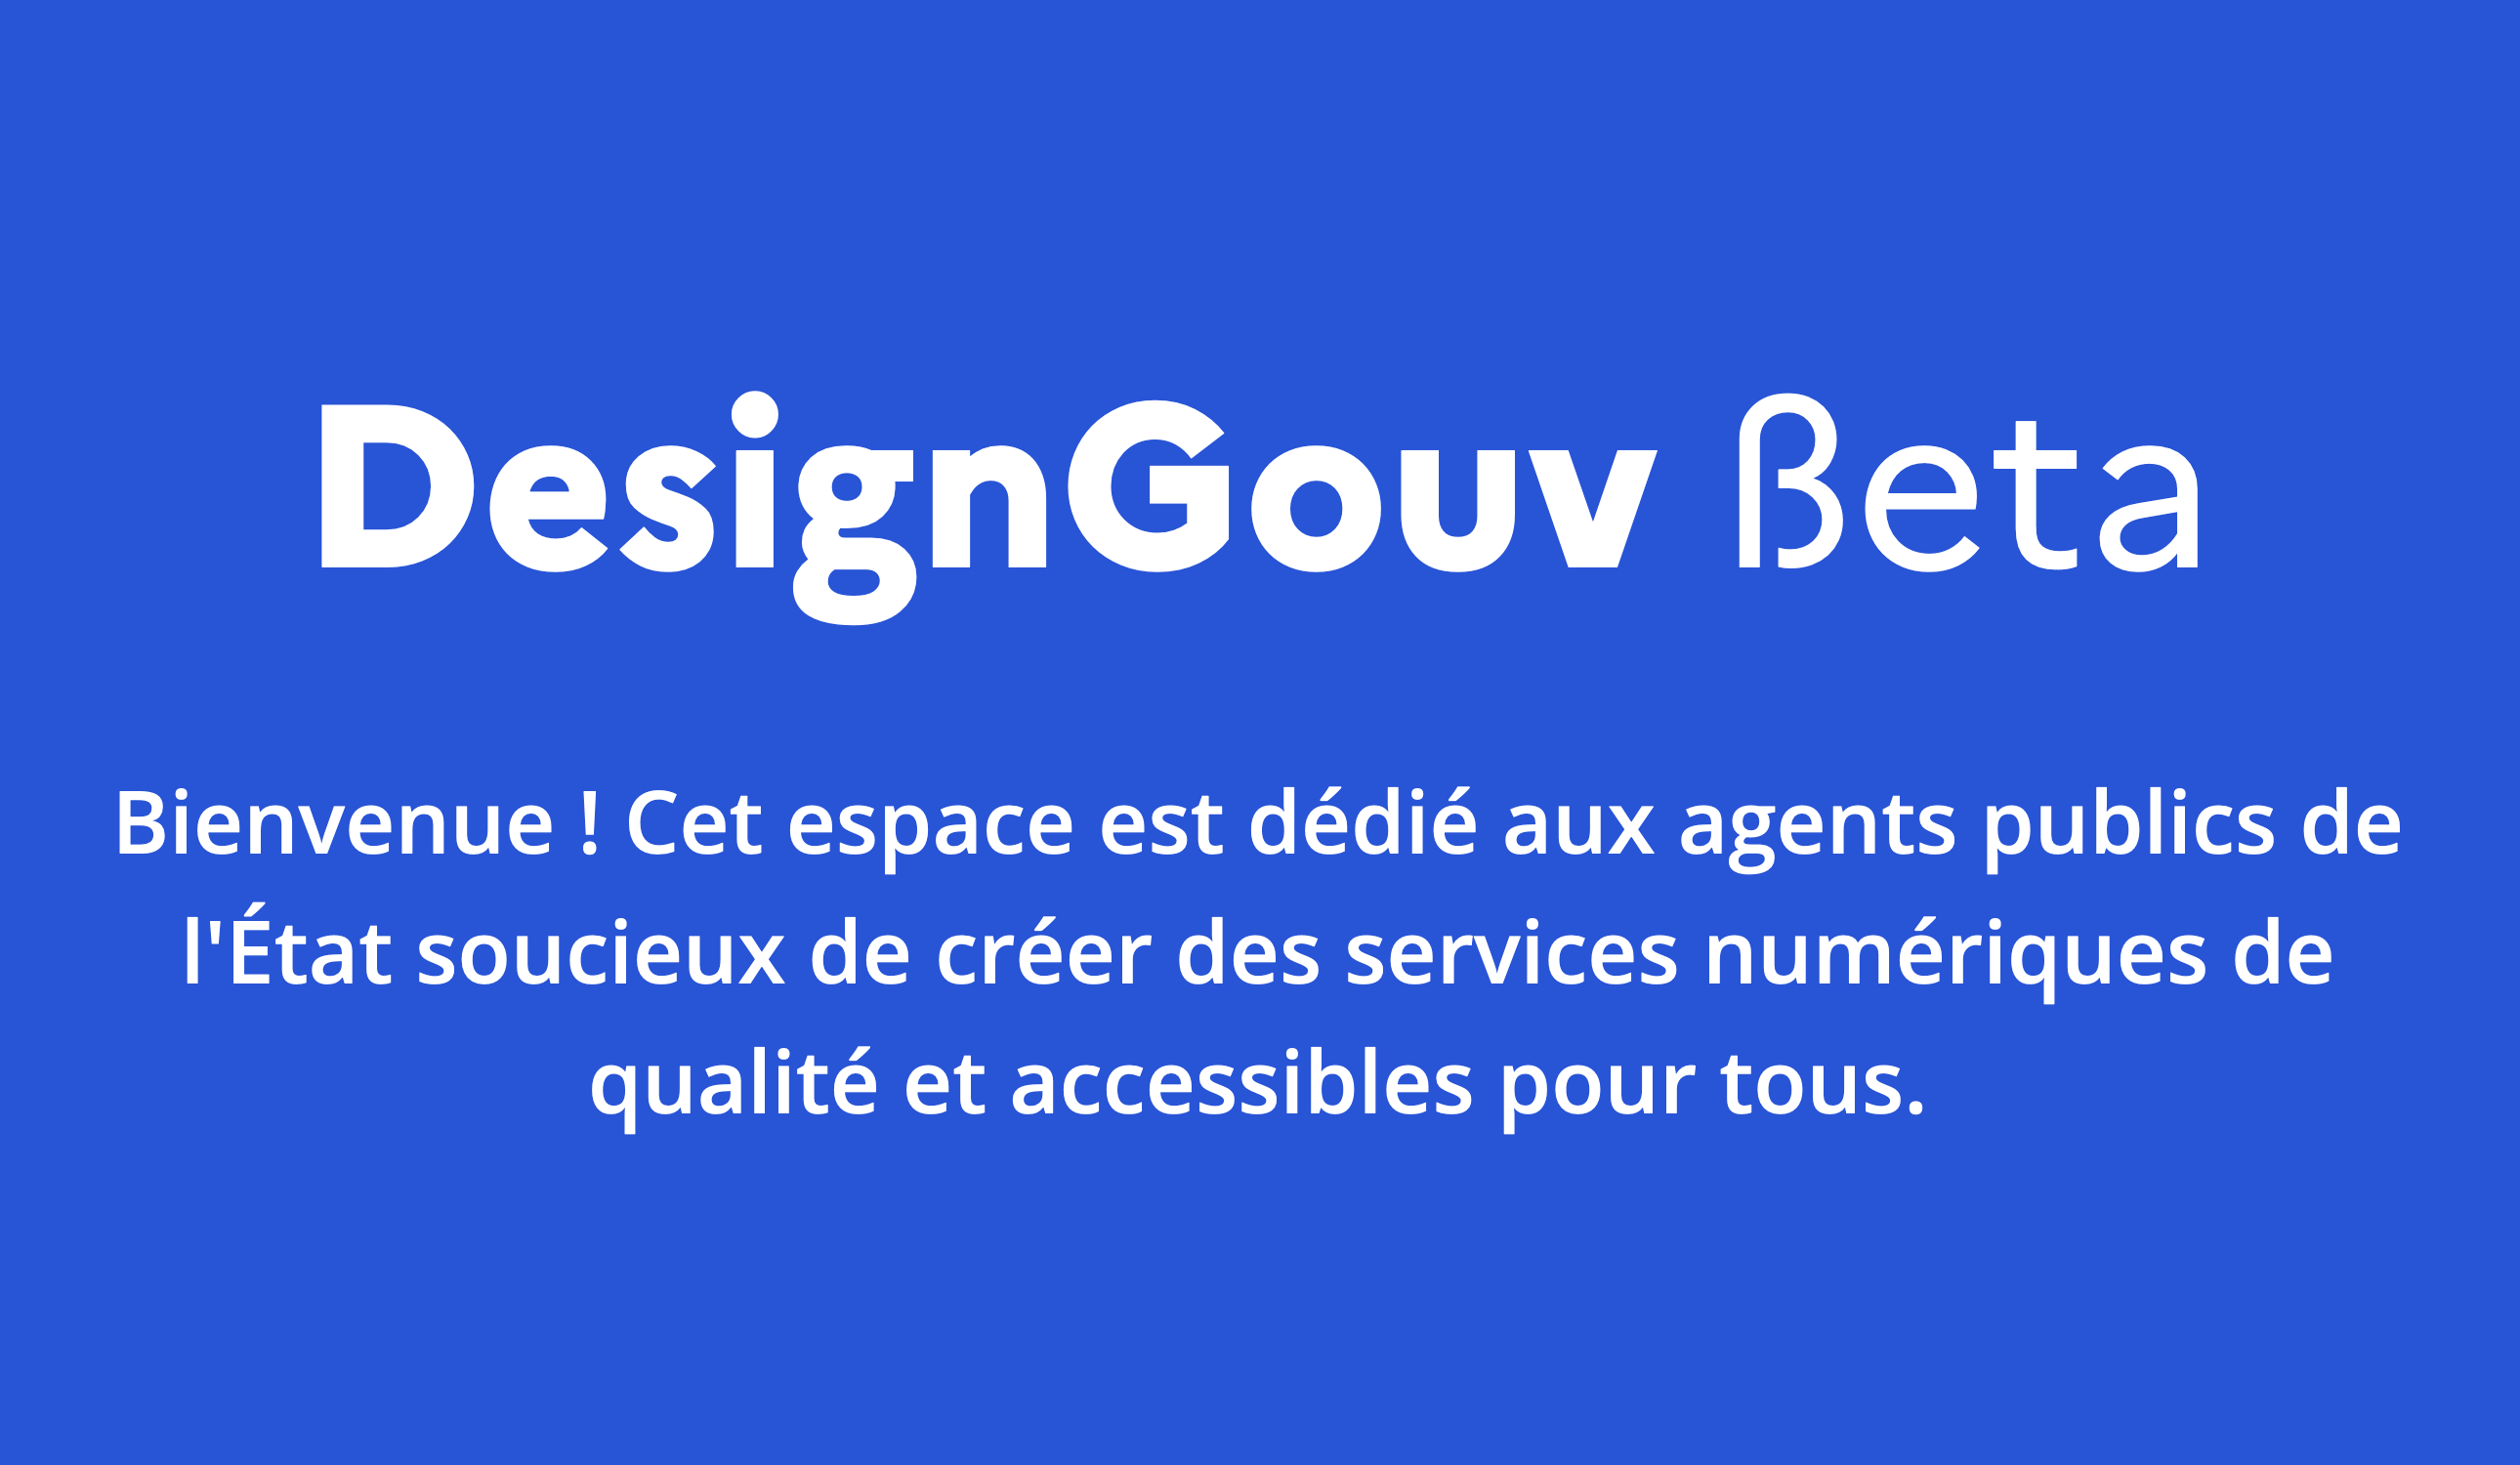 DesignGouv βeta
Bienvenue ! Cet espace est dédié aux agents publics de
l'État soucieux de créer des services numériques de
qualité et accessibles pour tous.